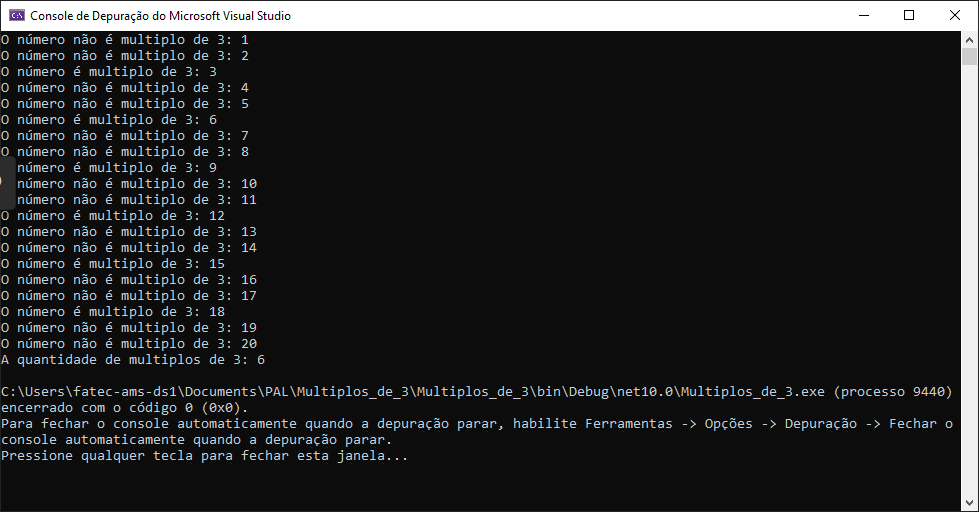 Console de Depuração do Microsoft Visual Studio
O número não é multiplo de 3: 1
O número não é multiplo de 3: 2
O número é multiplo de 3: 3
O número não é multiplo de 3: 4
O número não é multiplo de 3: 5
O número é multiplo de 3: 6
O número não é multiplo de 3: 7
O número não é multiplo de 3: 8
número é multiplo de 3: 9
número não é multiplo de 3: 10
número não é multiplo de 3: 11
O número é multiplo de 3: 12
O número não é multiplo de 3: 13
O número não é multiplo de 3: 14
O número é multiplo de 3: 15
O número não é multiplo de 3: 16
O número não é multiplo de 3: 17
O número é multiplo de 3: 18
O número não é multiplo de 3: 19
O número não é multiplo de 3: 20
A quantidade de multiplos de 3: 6
C:\Users\fatec-ams-ds1\Documents\PAL\Multiplos_de_3\Multiplos_de_3\bin\Debug\net10.0\Multiplos_de_3.exe (processo 9440)
encerrado com o código 0 (0x0).
Para fechar o console automaticamente quando a depuração parar, habilite Ferramentas -> Opções -> Depuração -> Fechar o
console automaticamente quando a depuração parar.
Pressione qualquer tecla para fechar esta janela...